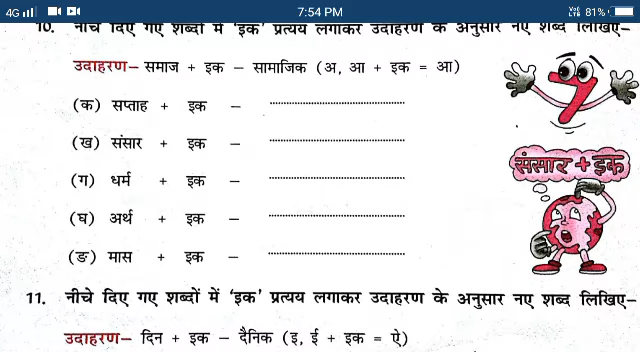 4G 7:54 PM VoI) LTE 81%
10. नीचे दिए गए शब्दों में 'इक' प्रत्यय लगाकर उदाहरण के अनुसार नए शब्द लिखिए–
उदाहरण– समाज + इक – सामाजिक (अ, आ + इक = आ)
(क) सप्ताह + इक – ..............................
(ख) संसार + इक – ..............................
संसार + इक
(ग) धर्म + इक – ..............................
(घ) अर्थ + इक – ..............................
(ङ) मास + इक – ..............................
11. नीचे दिए गए शब्दों में 'इक' प्रत्यय लगाकर उदाहरण के अनुसार नए शब्द लिखिए–
उदाहरण– दिन + इक – दैनिक (इ, ई + इक = ऐ)